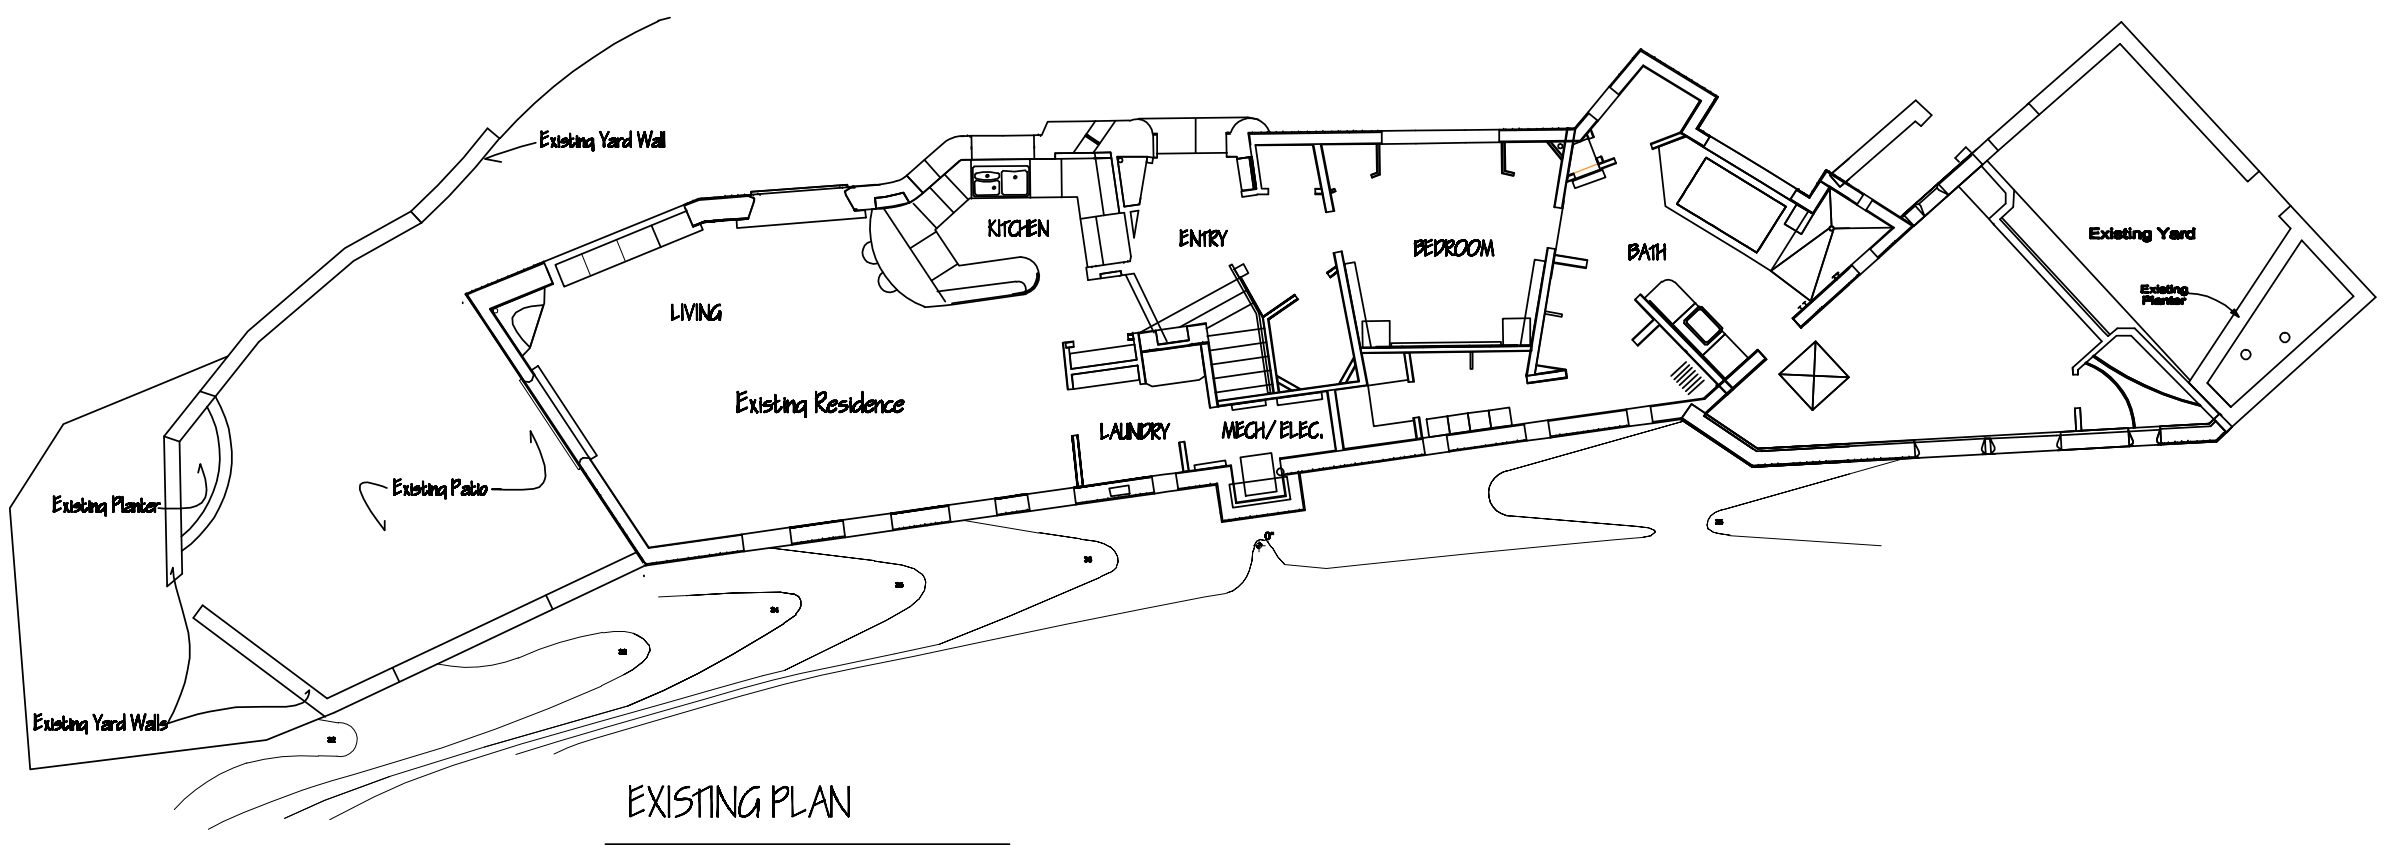 Existing Yard Wall
KITCHEN
ENTRY
BEDROOM
BATH
Existing Yard
Existing
Planter
LIVING
Existing Residence
LAUNDRY
MECH/ ELEC.
Existing Patio
Existing Planter
0"
Existing Yard Walls
EXISTING PLAN